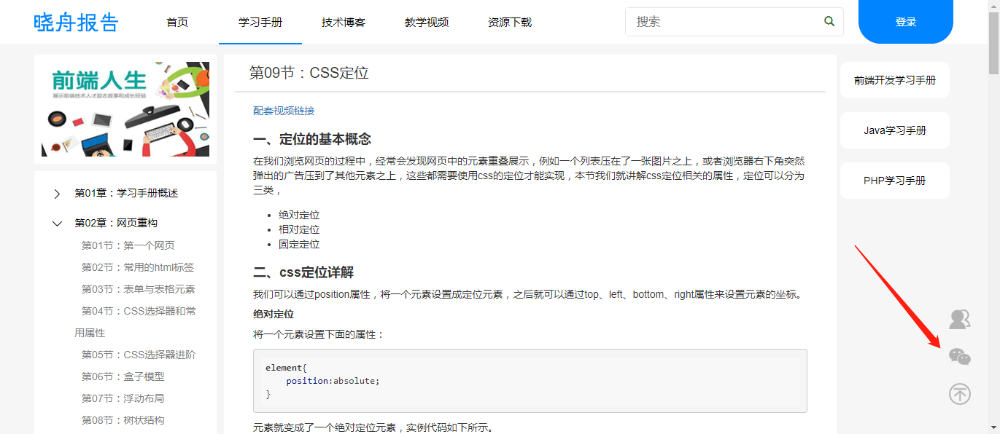 晓舟报告
首页
学习手册
技术博客
教学视频
资源下载
搜索
登录
前端人生
展示前端技术人才励志故事和成长经验
第01章：学习手册概述
第02章：网页重构
第01节：第一个网页
第02节：常用的html标签
第03节：表单与表格元素
第04节：CSS选择器和常
用属性
第05节：CSS选择器进阶
第06节：盒子模型
第07节：浮动布局
第08节：树状结构
第09节：CSS定位
配套视频链接
一、定位的基本概念
在我们浏览网页的过程中，经常会发现网页中的元素重叠展示，例如一个列表压在了一张图片之上，或者浏览器右下角突然
弹出的广告压到了其他元素之上，这些都需要使用css的定位才能实现，本节我们就讲解css定位相关的属性，定位可以分为
三类，
• 绝对定位
• 相对定位
• 固定定位
二、css定位详解
我们可以通过position属性，将一个元素设置成定位元素，之后就可以通过top、left、bottom、right属性来设置元素的坐标。
绝对定位
将一个元素设置下面的属性：
element{
    position:absolute;
}
元素就变成了一个绝对定位元素，实例代码如下所示。
前端开发学习手册
Java学习手册
PHP学习手册